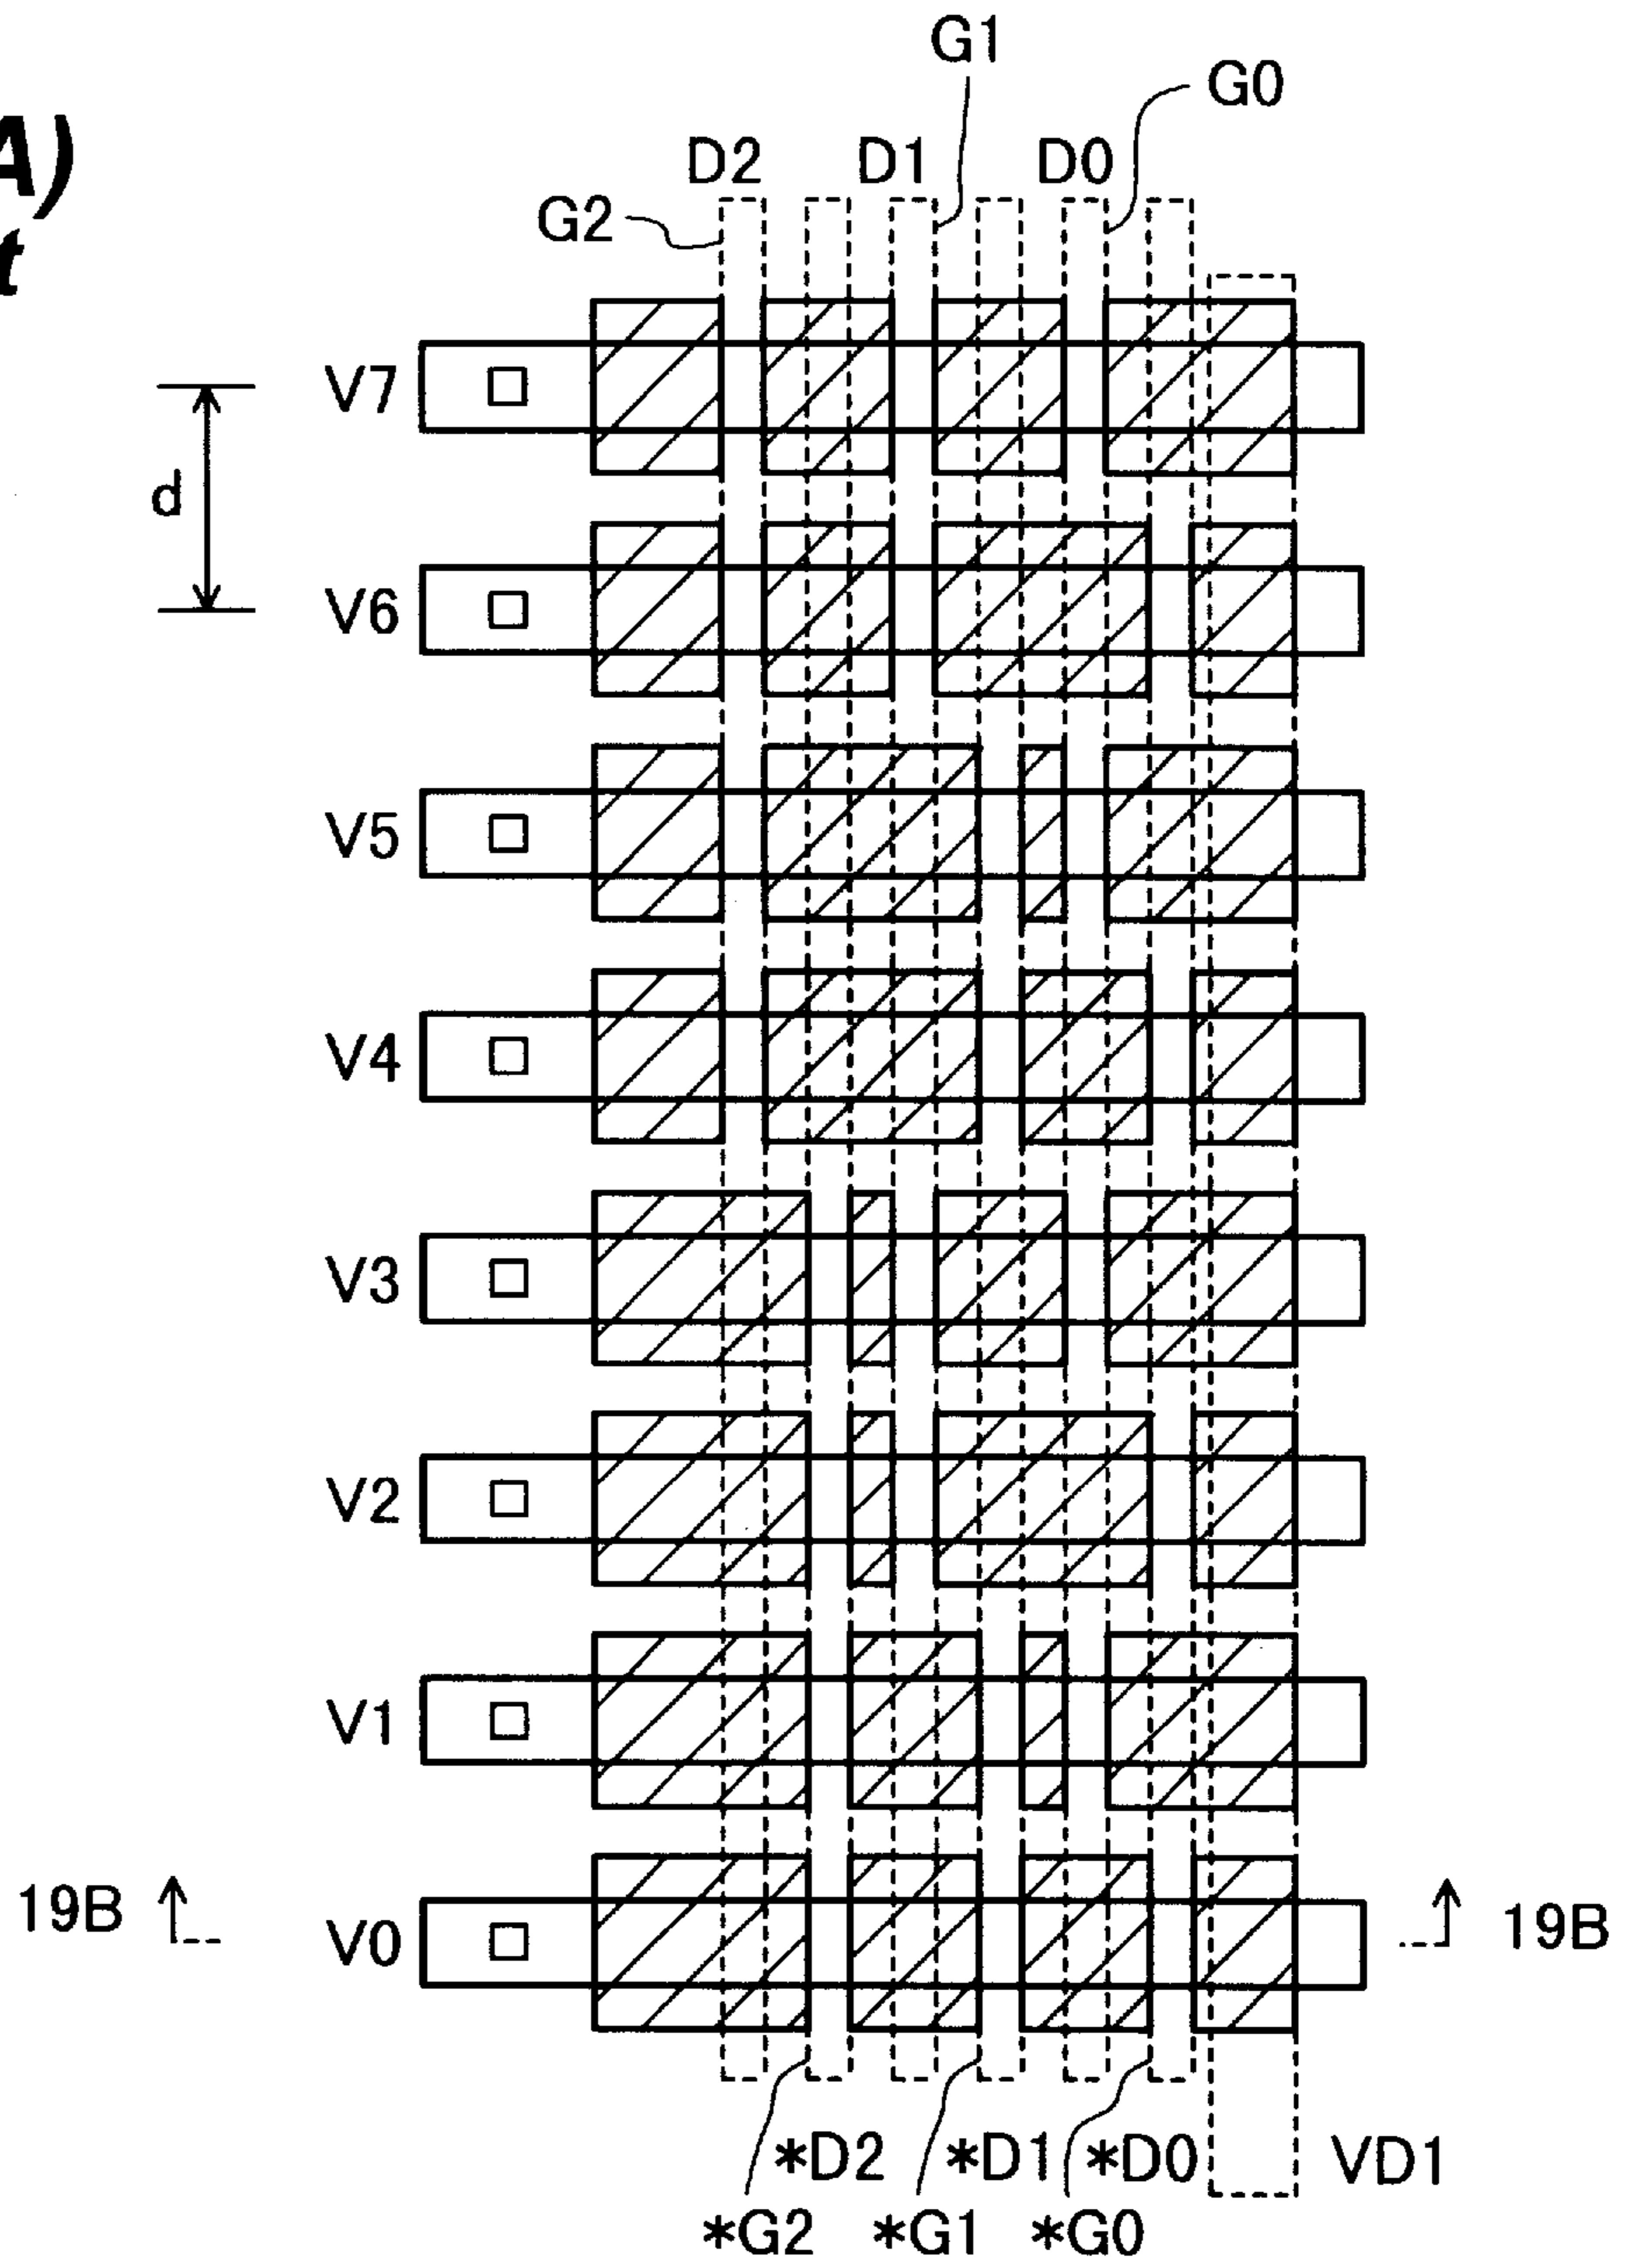 G1
G0
A)
D2 D1 D0
G2
t
V7
d
V6
V5
V4
V3
V2
V1
19B V0 19B
*D2 *D1 *D0 VD1
*G2 *G1 *G0